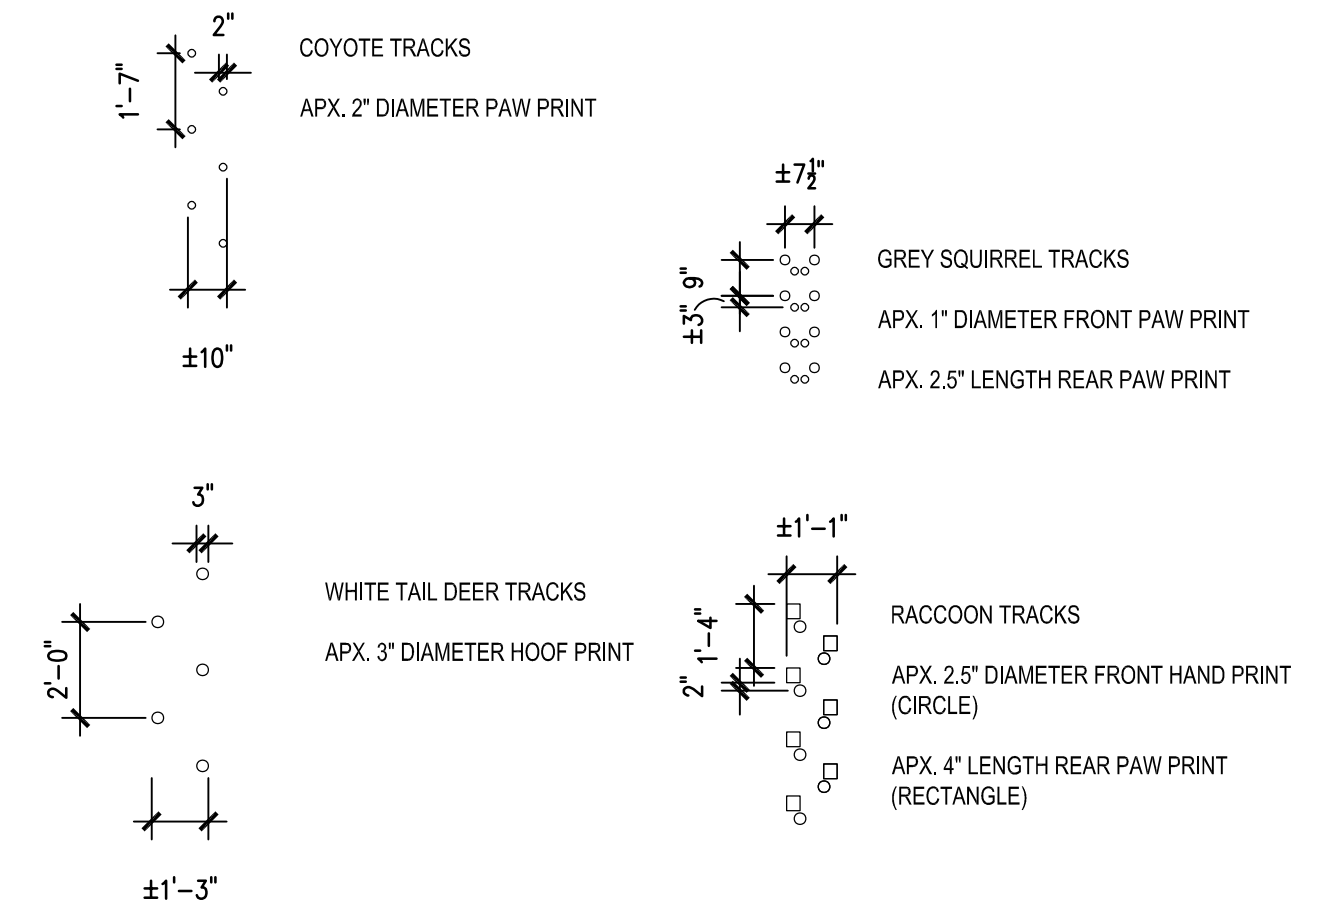 2"
COYOTE TRACKS
1'-7"
APX. 2" DIAMETER PAW PRINT
±10"
±7½"
GREY SQUIRREL TRACKS
9"
±3"
APX. 1" DIAMETER FRONT PAW PRINT
APX. 2.5" LENGTH REAR PAW PRINT
3"
WHITE TAIL DEER TRACKS
2'-0"
APX. 3" DIAMETER HOOF PRINT
±1'-3"
±1'-1"
RACCOON TRACKS
1'-4"
2"
APX. 2.5" DIAMETER FRONT HAND PRINT
(CIRCLE)
APX. 4" LENGTH REAR PAW PRINT
(RECTANGLE)